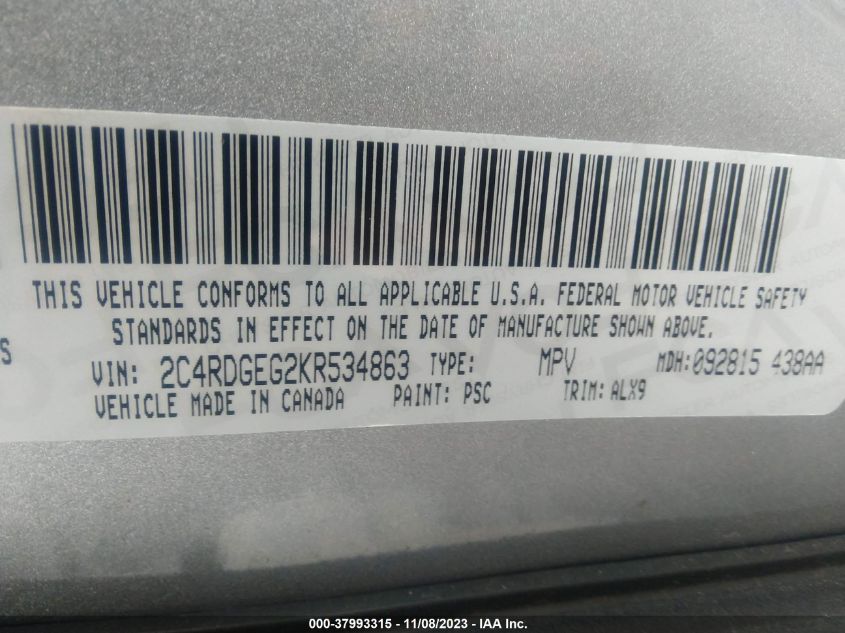 THIS VEHICLE CONFORMS TO ALL APPLICABLE U.S.A. FEDERAL MOTOR VEHICLE SAFETY
STANDARDS IN EFFECT ON THE DATE OF MANUFACTURE SHOWN ABOVE.
S
VIN: 2C4RDGEG2KR534863 TYPE: MPV MDH:092815 438AA
VEHICLE MADE IN CANADA PAINT: PSC TRIM: ALX9
000-37993315 - 11/08/2023 - IAA Inc.